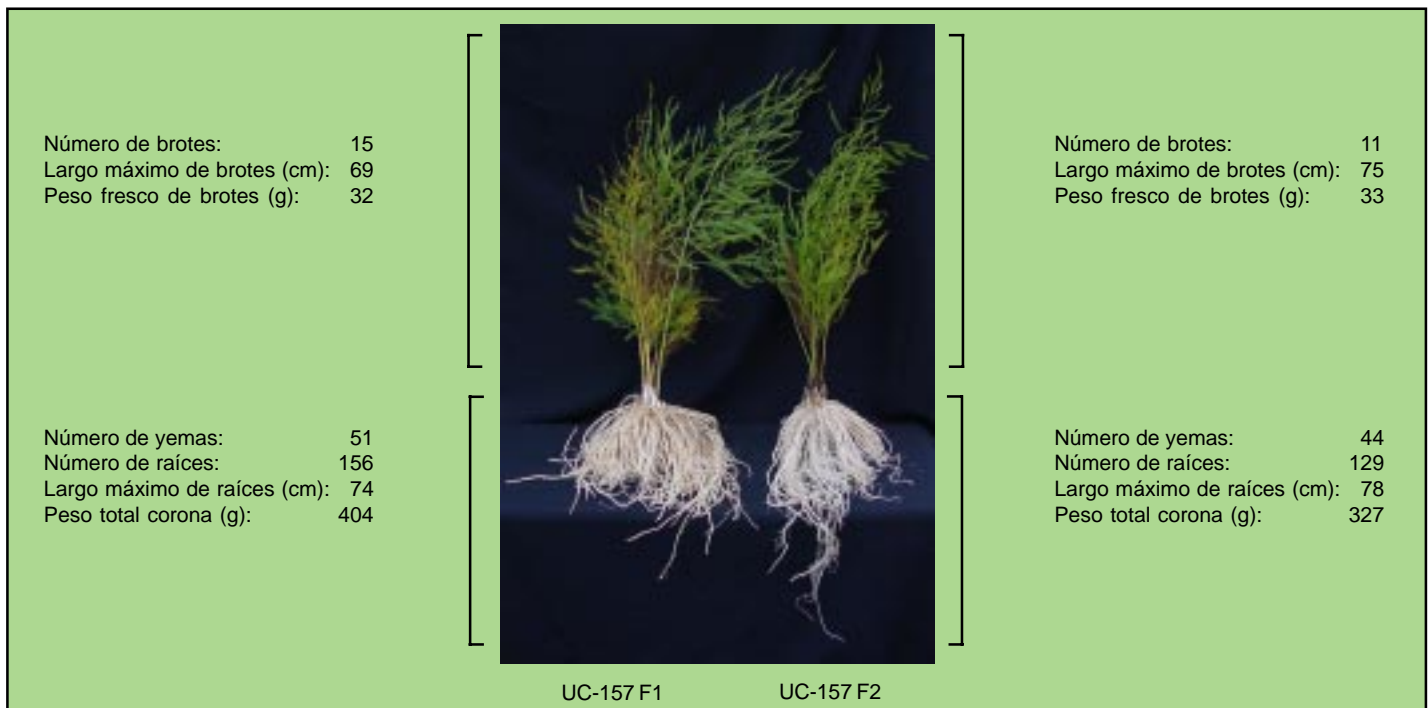 Número de brotes: 15
Largo máximo de brotes (cm): 69
Peso fresco de brotes (g): 32
Número de yemas: 51
Número de raíces: 156
Largo máximo de raíces (cm): 74
Peso total corona (g): 404
Número de brotes: 11
Largo máximo de brotes (cm): 75
Peso fresco de brotes (g): 33
Número de yemas: 44
Número de raíces: 129
Largo máximo de raíces (cm): 78
Peso total corona (g): 327
UC-157 F1 UC-157 F2